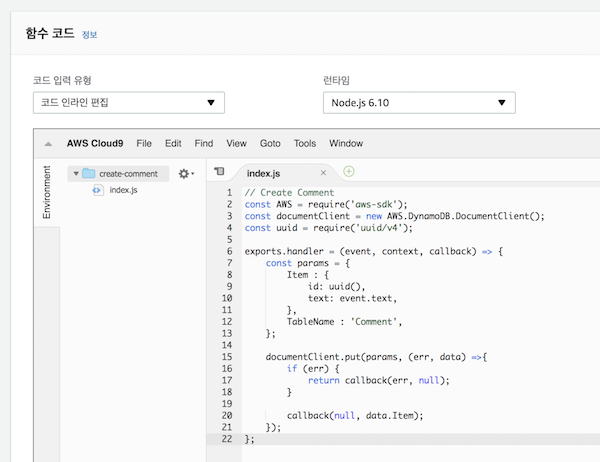 함수 코드 정보
코드 입력 유형
런타임
코드 인라인 편집
Node.js 6.10
AWS Cloud9 File Edit Find View Goto Tools Window
Environment
create-comment
index.js
index.js
1 // Create Comment
2 const AWS = require('aws-sdk');
3 const documentClient = new AWS.DynamoDB.DocumentClient();
4 const uuid = require('uuid/v4');
5
6 exports.handler = (event, context, callback) => {
7     const params = {
8         Item : {
9             id: uuid(),
10             text: event.text,
11         },
12         TableName : 'Comment',
13     };
14
15     documentClient.put(params, (err, data) =>{
16         if (err) {
17             return callback(err, null);
18         }
19
20         callback(null, data.Item);
21     });
22 };